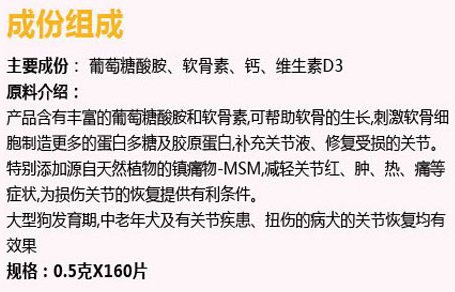 成份组成
主要成份： 葡萄糖酸胺、软骨素、钙、维生素D3
原料介绍：
产品含有丰富的葡萄糖酸胺和软骨素,可帮助软骨的生长,刺激软骨细
胞制造更多的蛋白多糖及胶原蛋白,补充关节液、修复受损的关节。
特别添加源自天然植物的镇痛物-MSM,减轻关节红、肿、热、痛等
症状,为损伤关节的恢复提供有利条件。
大型狗发育期,中老年犬及有关节疾患、扭伤的病犬的关节恢复均有
效果
规格：0.5克X160片